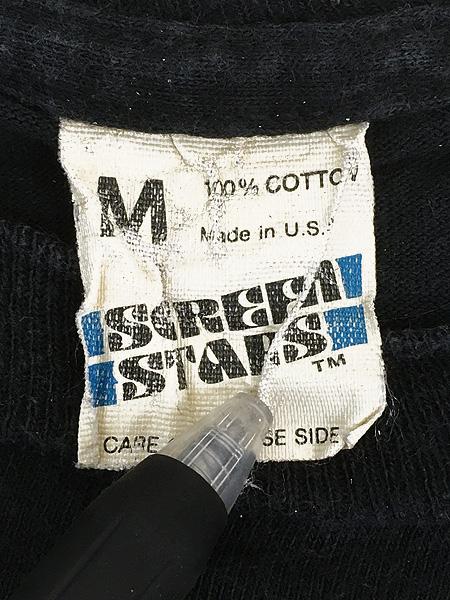 M
100% COTTON
Made in U.S.
SCREEN
STARS
TM
CARE SE SIDE